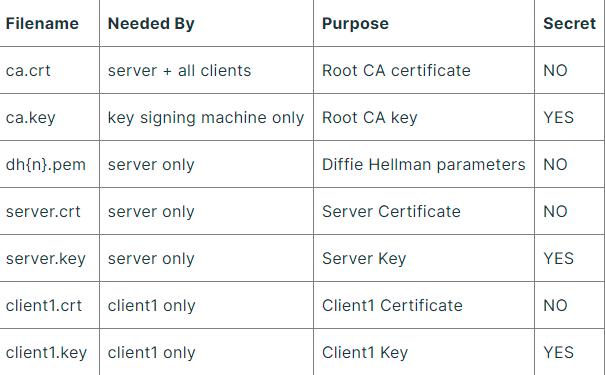 Filename Needed By Purpose Secret
ca.crt server + all clients Root CA certificate NO
ca.key key signing machine only Root CA key YES
dh{n}.pem server only Diffie Hellman parameters NO
server.crt server only Server Certificate NO
server.key server only Server Key YES
client1.crt client1 only Client1 Certificate NO
client1.key client1 only Client1 Key YES